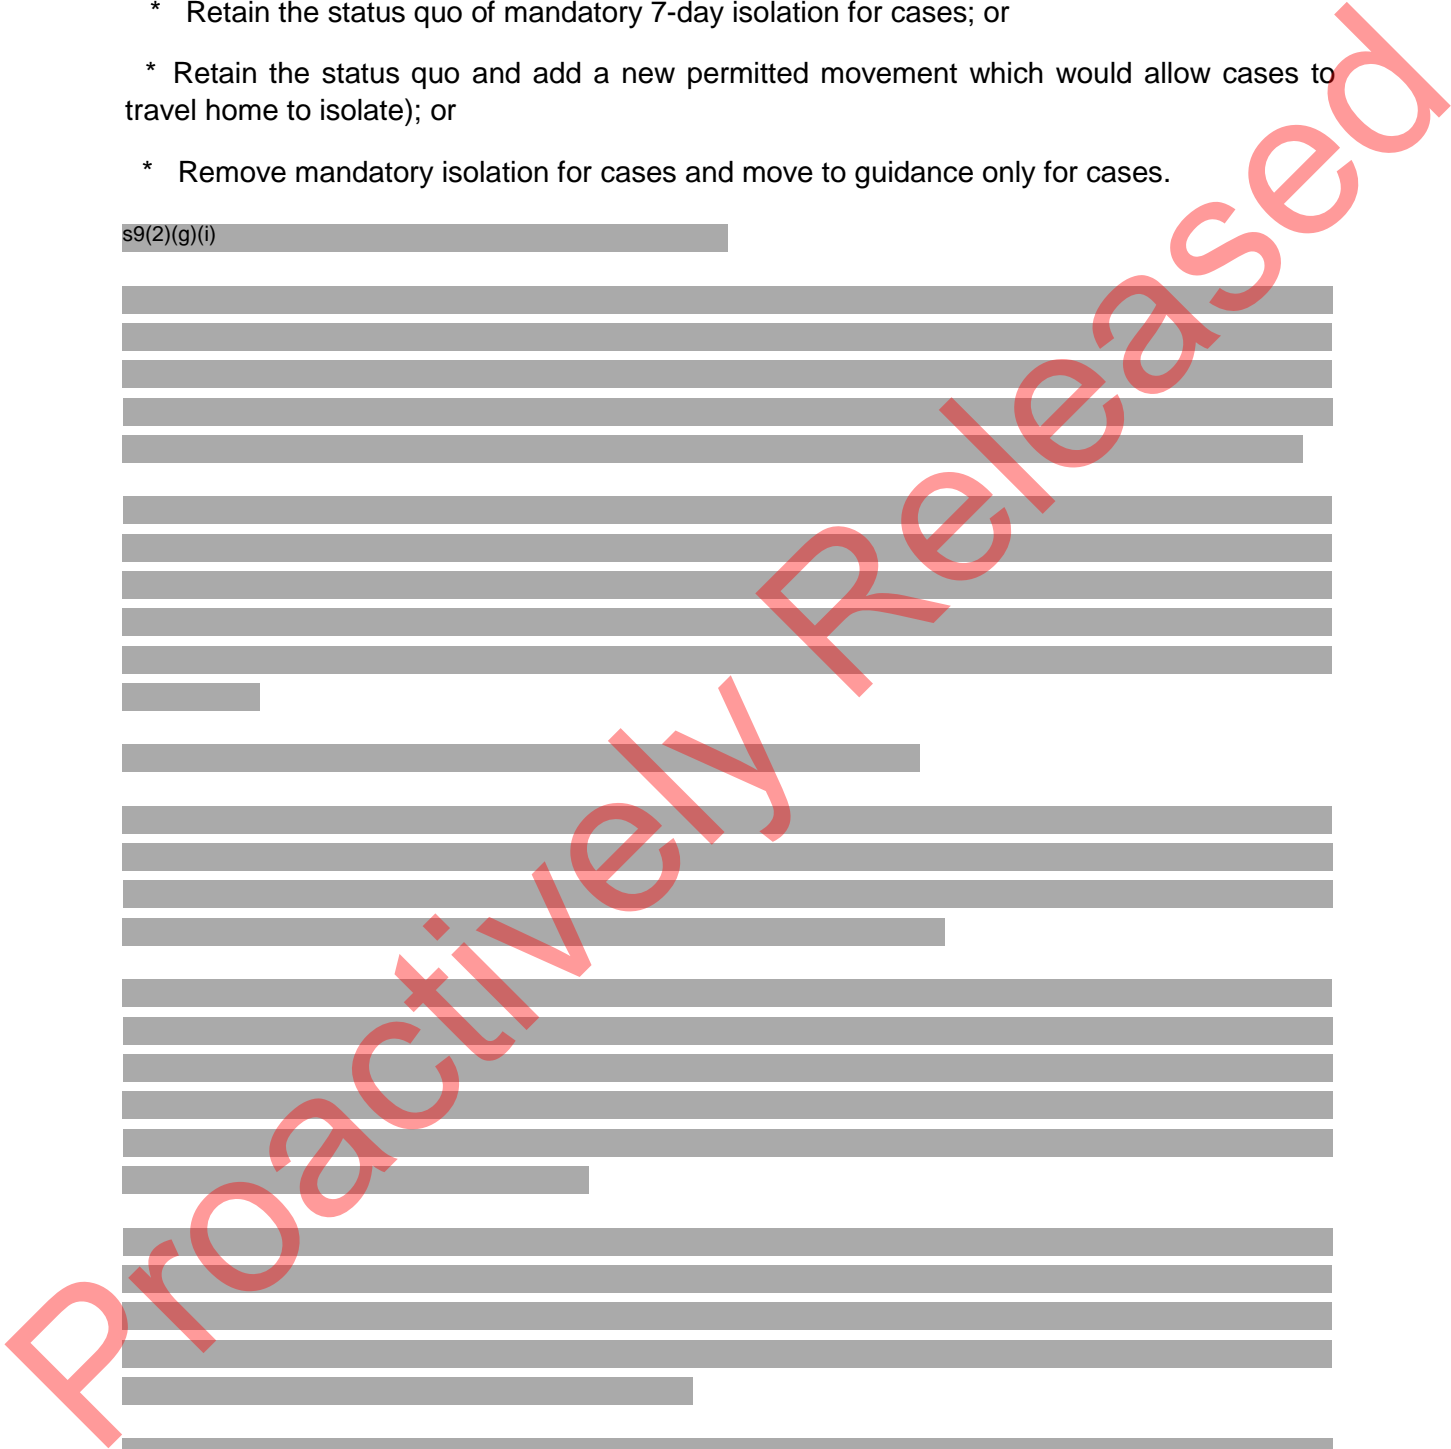 * Retain the status quo of mandatory 7-day isolation for cases; or
* Retain the status quo and add a new permitted movement which would allow cases to
travel home to isolate); or
* Remove mandatory isolation for cases and move to guidance only for cases.
s9(2)(g)(i)
Proactively Released